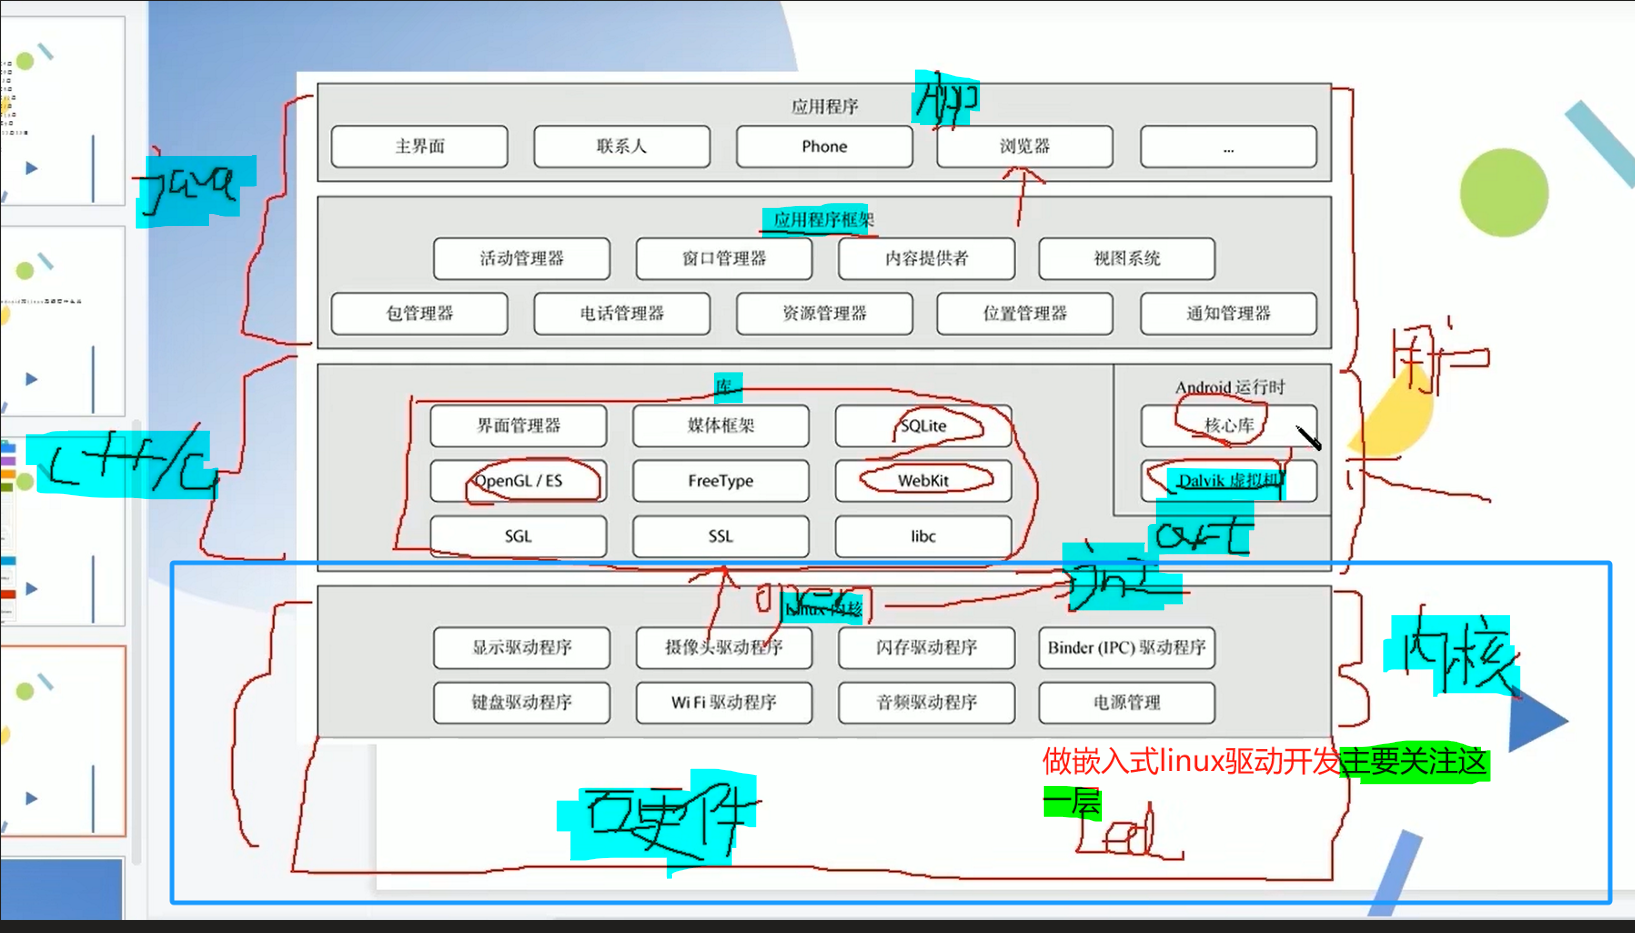 应用程序 App
主界面 联系人 Phone 浏览器 ...
java
应用程序框架
活动管理器 窗口管理器 内容提供者 视图系统
包管理器 电话管理器 资源管理器 位置管理器 通知管理器
库 Android 运行时
界面管理器 媒体框架 SQLite 核心库
C++/C
OpenGL / ES FreeType WebKit Dalvik 虚拟机
SGL SSL libc art
jni
Linux 内核
内核
显示驱动程序 摄像头驱动程序 闪存驱动程序 Binder (IPC) 驱动程序
键盘驱动程序 Wi Fi 驱动程序 音频驱动程序 电源管理
做嵌入式linux驱动开发主要关注这
一层
硬件
Led